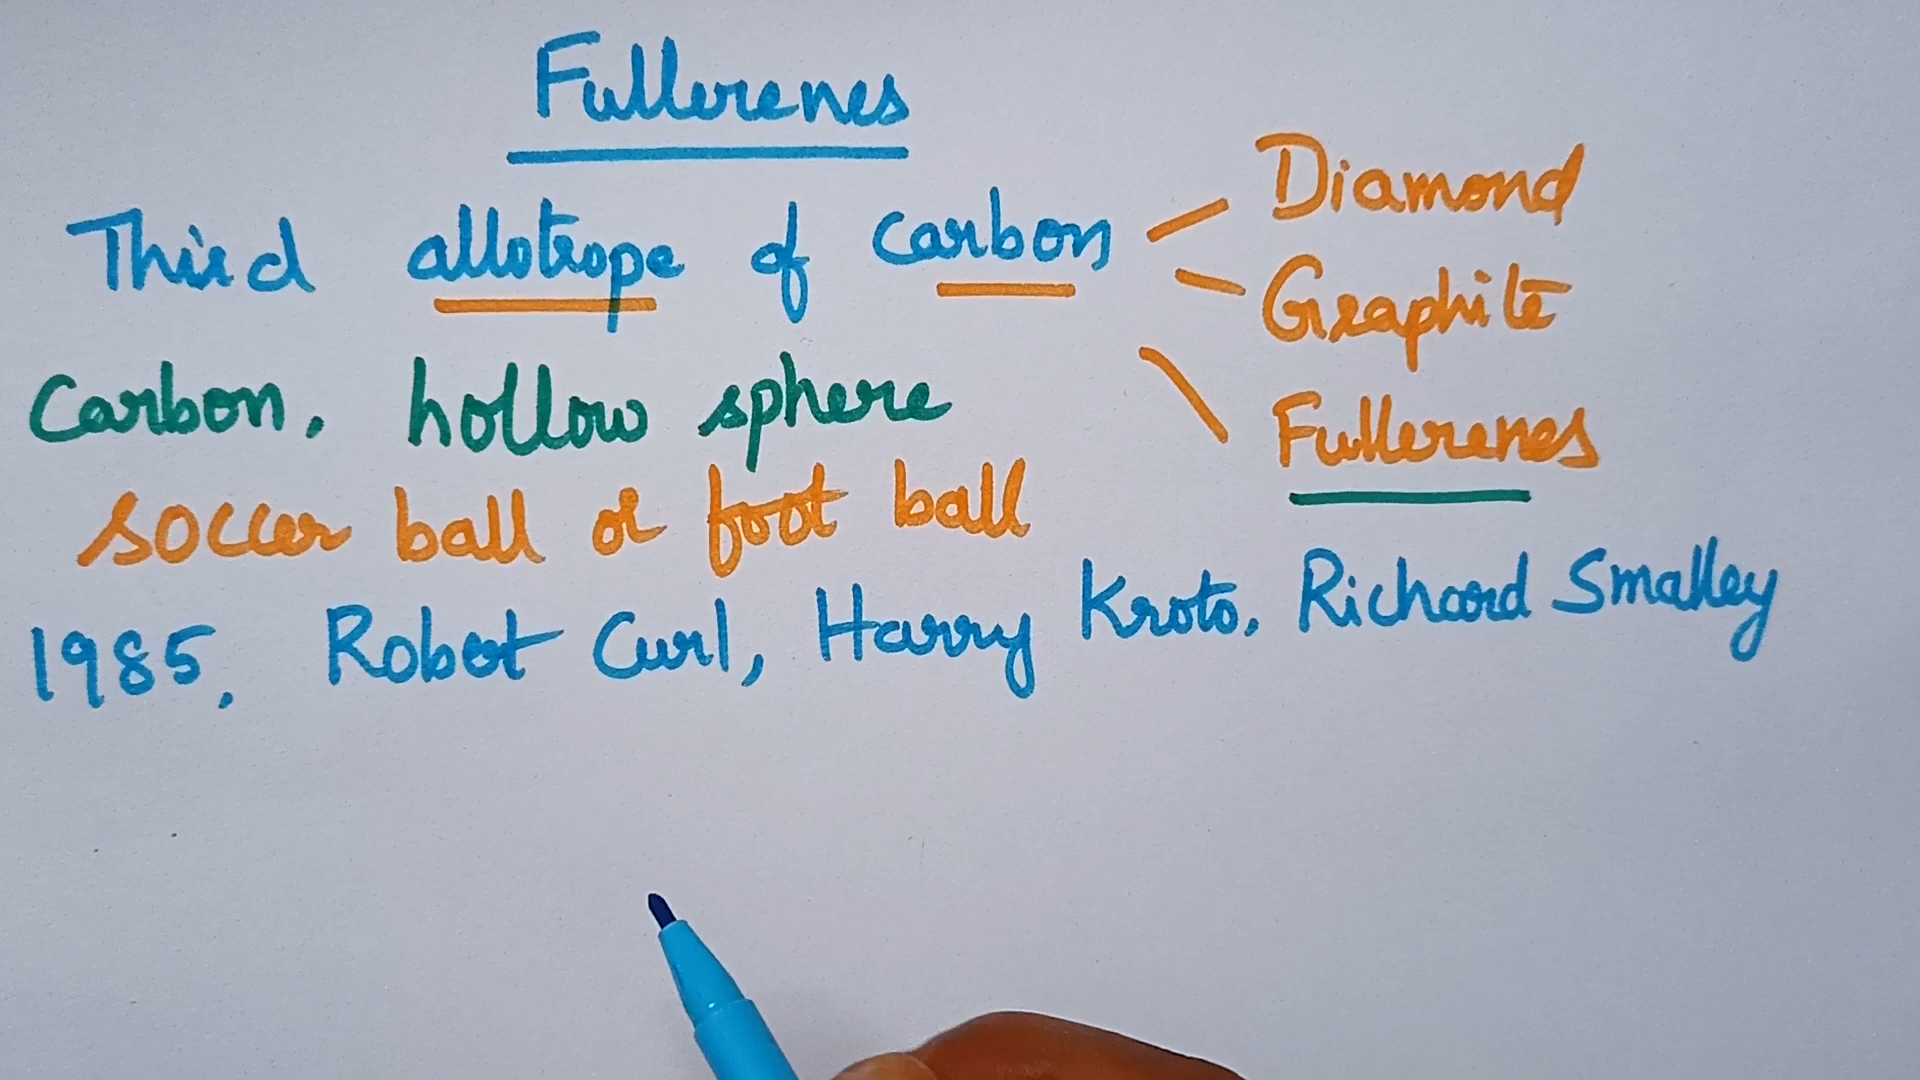 Fullerenes
Third allotrope of carbon
Diamond
Graphite
Fullerenes
Carbon, hollow sphere
soccer ball or foot ball
1985, Robert Curl, Harry Kroto, Richard Smalley